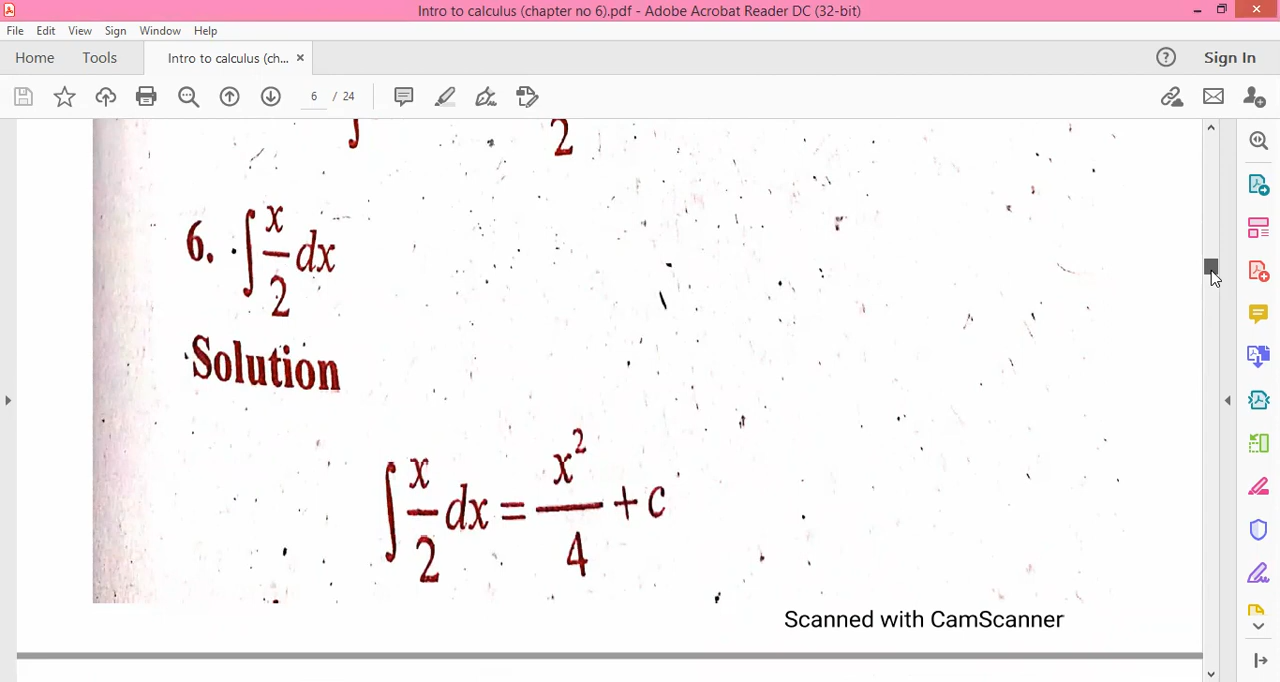 Intro to calculus (chapter no 6).pdf - Adobe Acrobat Reader DC (32-bit)
File Edit View Sign Window Help
Home Tools Intro to calculus (ch... × Sign In
6 / 24
∫ 2
6. ∫ x/2 dx
Solution
∫ x/2 dx = x²/4 + c
Scanned with CamScanner